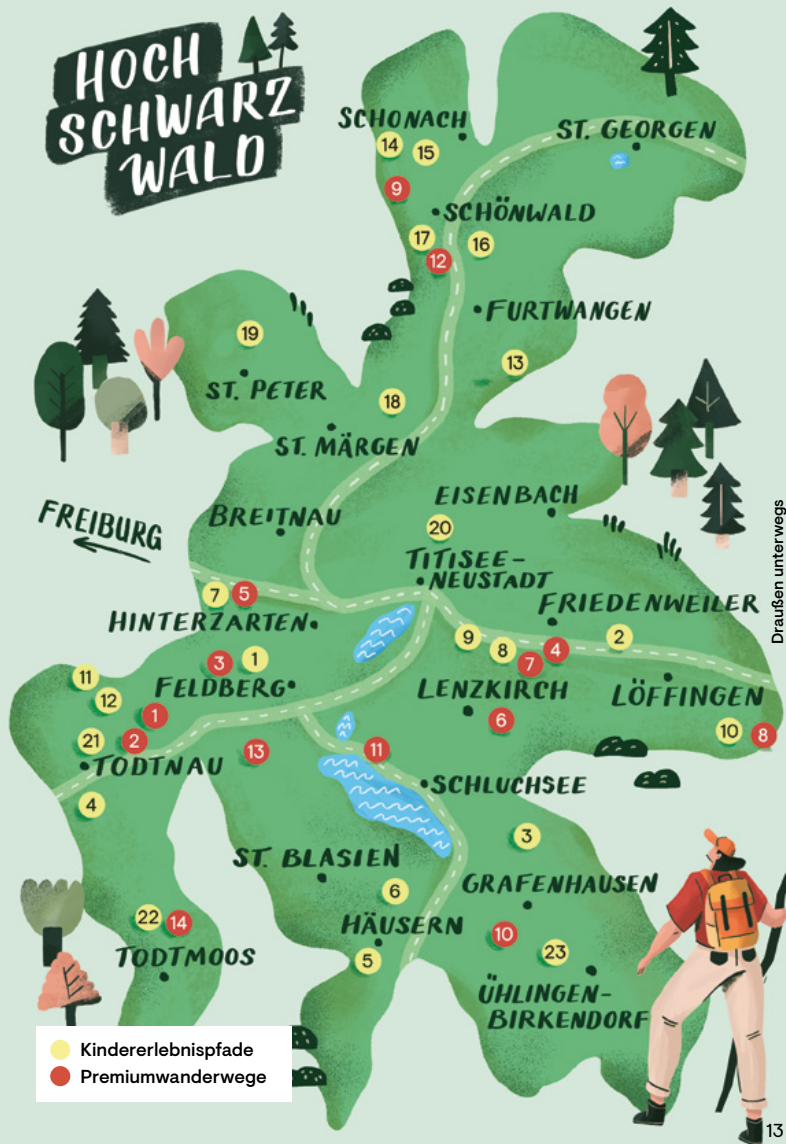 HOCH
SCHWARZ
WALD
SCHONACH
ST. GEORGEN
14
15
9
SCHÖNWALD
17
16
12
FURTWANGEN
19
13
ST. PETER
18
ST. MÄRGEN
EISENBACH
FREIBURG
BREITNAU
20
TITISEE-
NEUSTADT
7
5
FRIEDENWEILER
HINTERZARTEN
9
8
7
4
2
3
1
11
FELDBERG
LENZKIRCH
LÖFFINGEN
12
1
6
10
8
21
2
13
11
TODTNAU
SCHLUCHSEE
4
3
ST. BLASIEN
6
GRAFENHAUSEN
22
14
HÄUSERN
10
23
TODTMOOS
5
ÜHLINGEN-
BIRKENDORF
Kindererlebnispfade
Premiumwanderwege
Draußen unterwegs
13